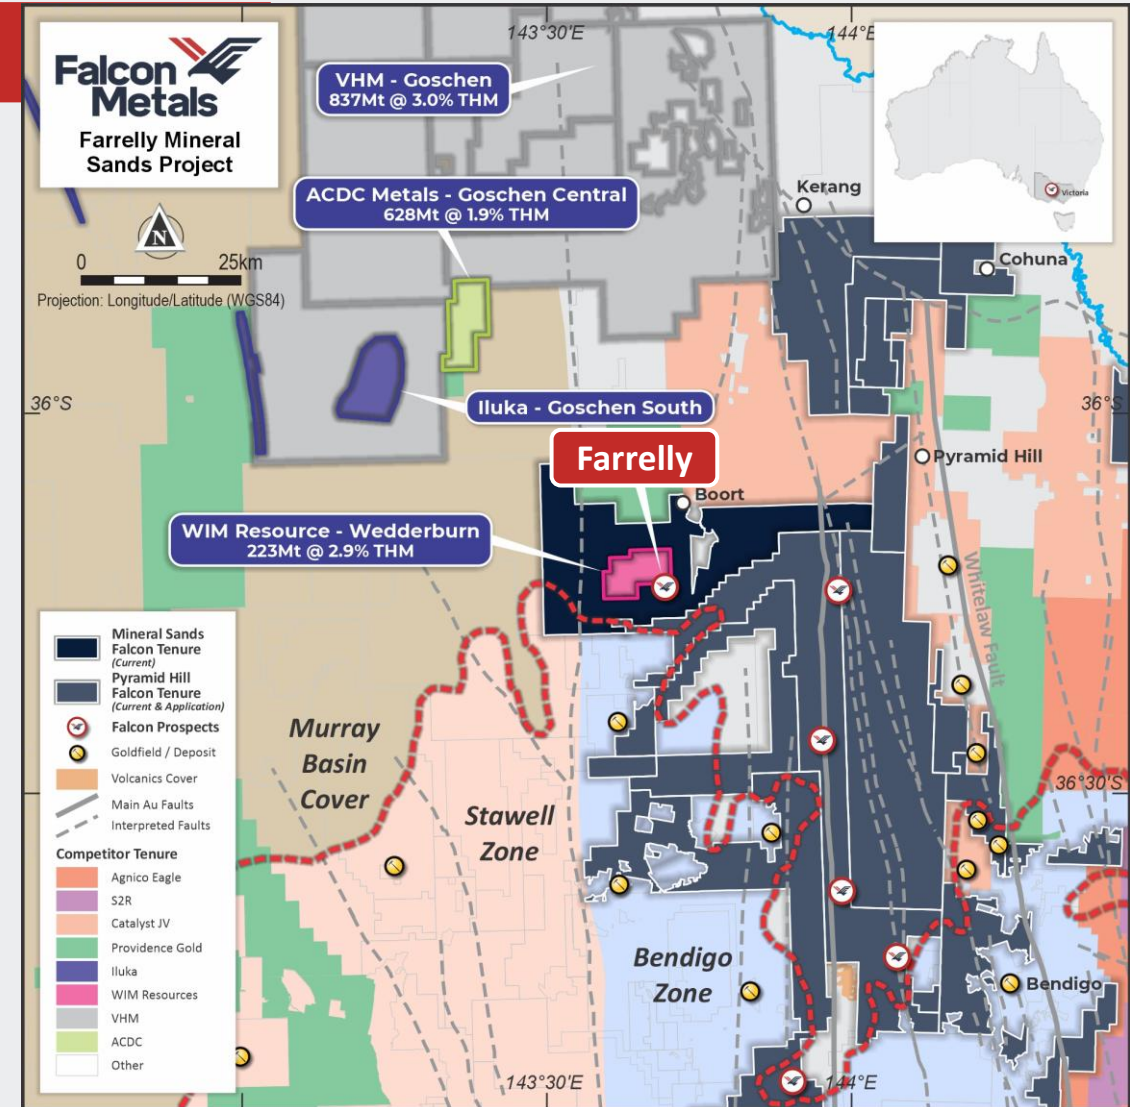 Falcon
Metals
Farrelly Mineral
Sands Project
N
0 25km
Projection: Longitude/Latitude (WGS84)
143°30'E
144°E
VHM - Goschen
837Mt @ 3.0% THM
ACDC Metals - Goschen Central
628Mt @ 1.9% THM
Victoria
Kerang
Cohuna
36°S
36°S
Iluka - Goschen South
Farrelly
Pyramid Hill
Boort
WIM Resource - Wedderburn
223Mt @ 2.9% THM
Whitelaw Fault
Mineral Sands
Falcon Tenure
(Current)
Pyramid Hill
Falcon Tenure
(Current & Application)
Falcon Prospects
Goldfield / Deposit
Volcanics Cover
Main Au Faults
Interpreted Faults
Competitor Tenure
Agnico Eagle
S2R
Catalyst JV
Providence Gold
Iluka
WIM Resources
VHM
ACDC
Other
Murray
Basin
Cover
Stawell
Zone
36°30'S
Bendigo
Zone
Bendigo
143°30'E
144°E